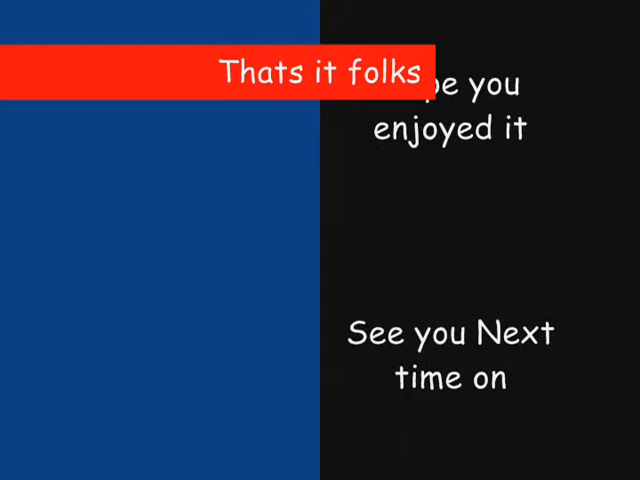 Thats it folks
you
enjoyed it
See you Next
time on